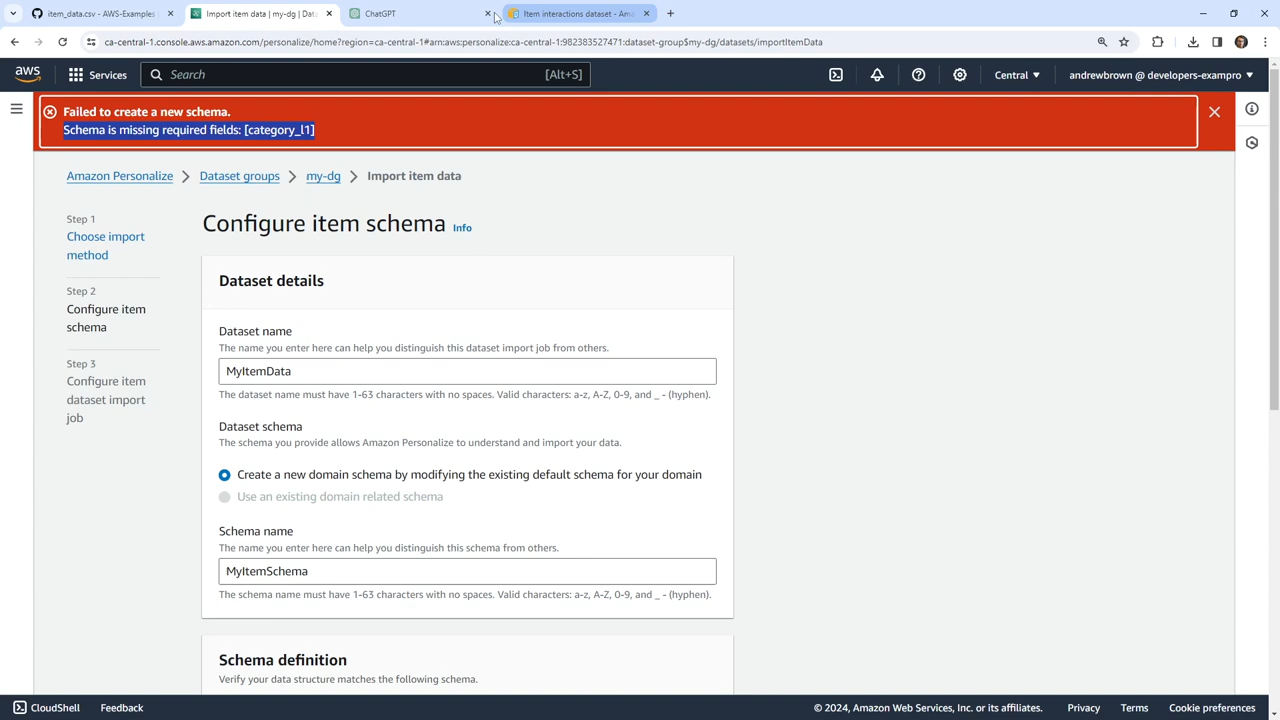 item_data.csv - AWS-Examples
Import item data | my-dg | Dat
ChatGPT
Item interactions dataset - Ama
ca-central-1.console.aws.amazon.com/personalize/home?region=ca-central-1#arn:aws:personalize:ca-central-1:982383527471:dataset-group$my-dg/datasets/importItemData
aws
Services
Search
[Alt+S]
Central
andrewbrown @ developers-exampro
Failed to create a new schema.
Schema is missing required fields: [category_l1]
Amazon Personalize
Dataset groups
my-dg
Import item data
Step 1
Choose import
method
Step 2
Configure item
schema
Step 3
Configure item
dataset import
job
Configure item schema Info
Dataset details
Dataset name
The name you enter here can help you distinguish this dataset import job from others.
MyItemData
The dataset name must have 1-63 characters with no spaces. Valid characters: a-z, A-Z, 0-9, and _ - (hyphen).
Dataset schema
The schema you provide allows Amazon Personalize to understand and import your data.
Create a new domain schema by modifying the existing default schema for your domain
Use an existing domain related schema
Schema name
The name you enter here can help you distinguish this schema from others.
MyItemSchema
The schema name must have 1-63 characters with no spaces. Valid characters: a-z, A-Z, 0-9, and _ - (hyphen).
Schema definition
Verify your data structure matches the following schema.
CloudShell
Feedback
© 2024, Amazon Web Services, Inc. or its affiliates.
Privacy
Terms
Cookie preferences